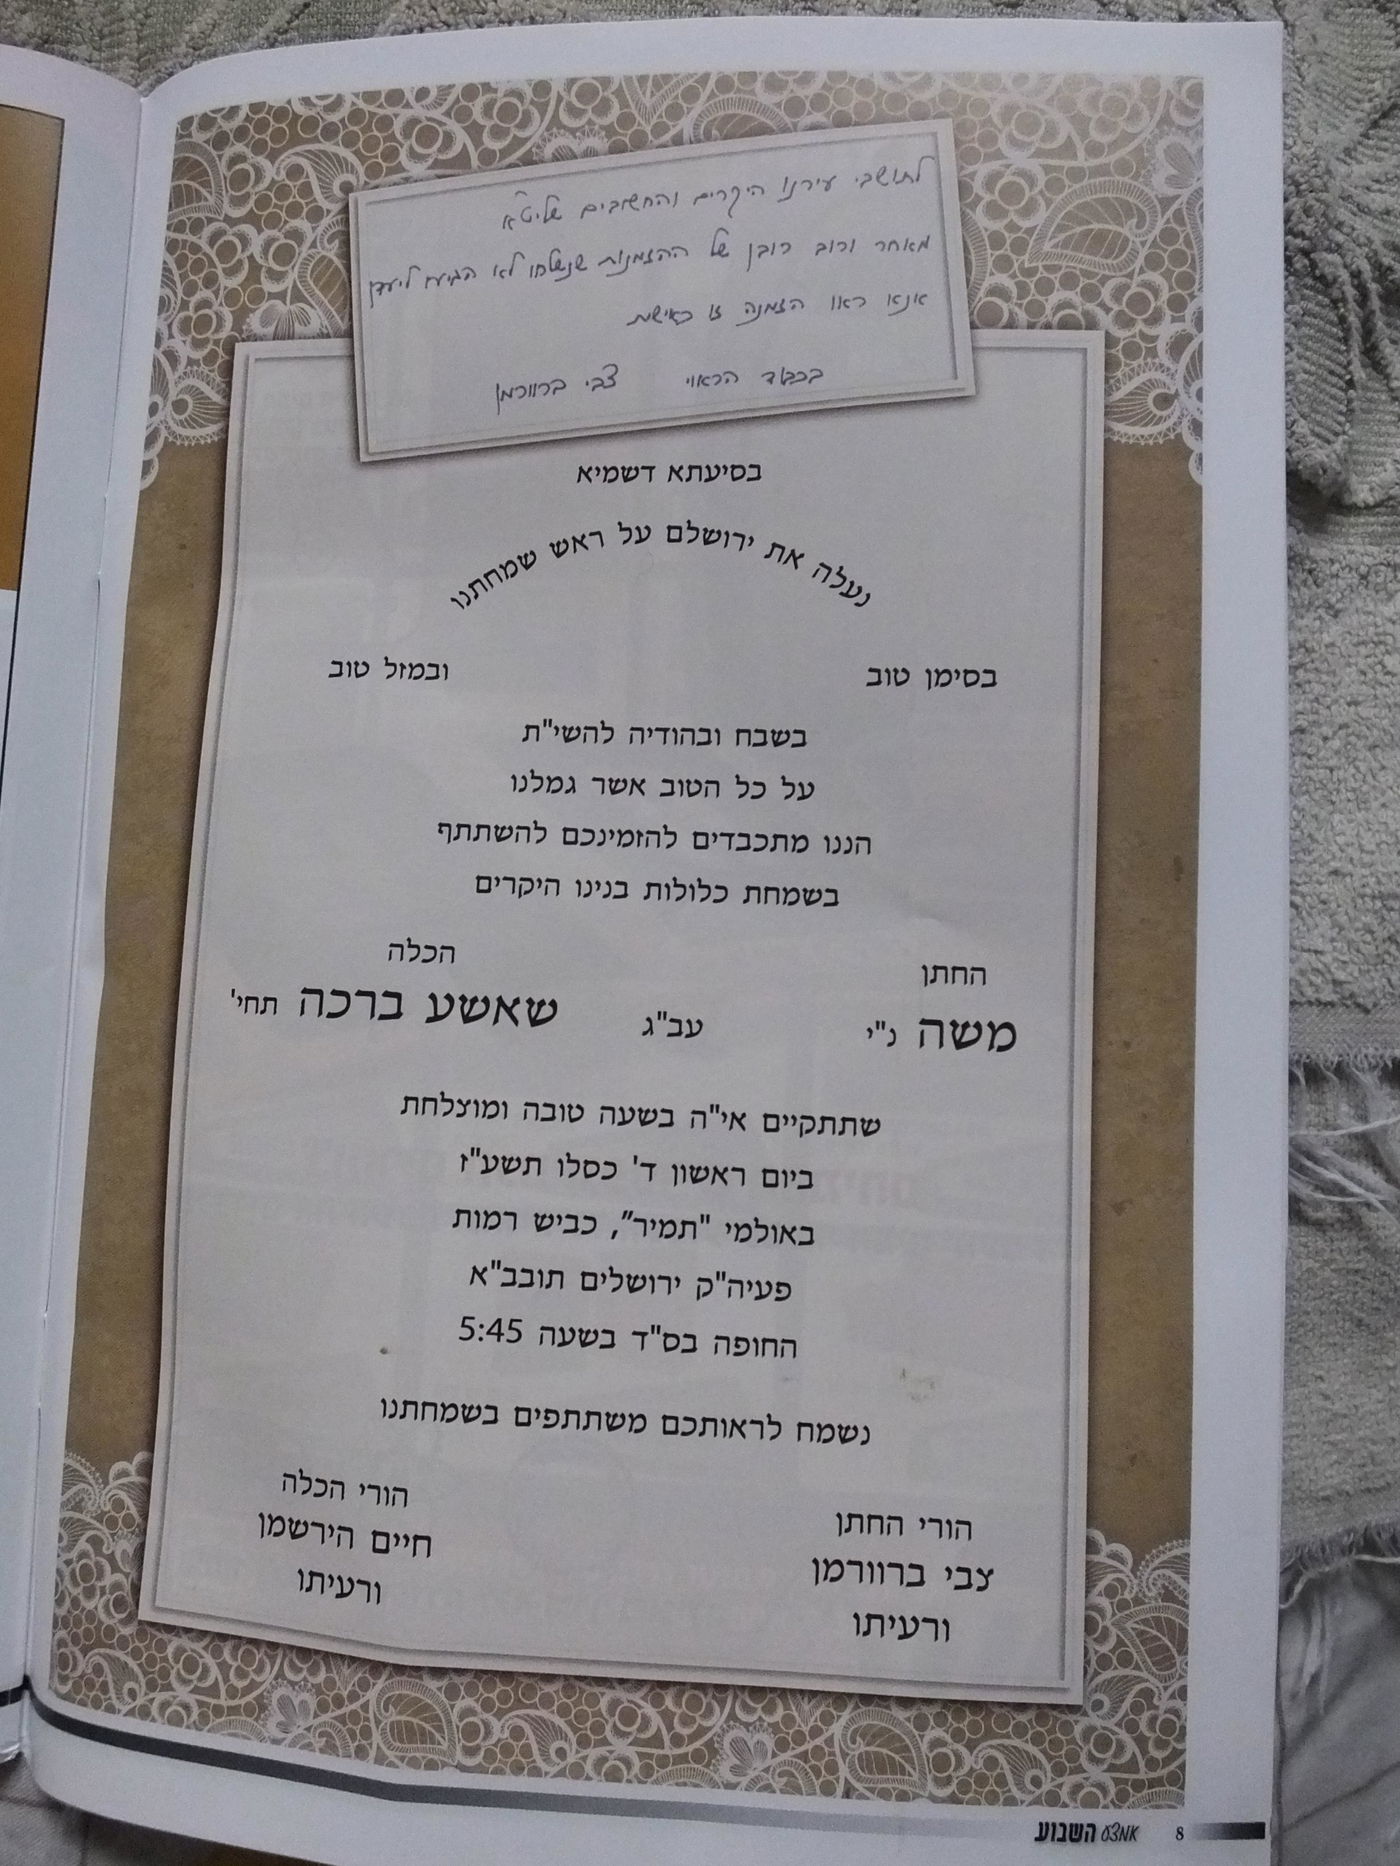 לתושבי עירנו היקרים והחשובים שליט"א
מאחר ורוב רובן של ההזמנות שנשלחו לא הגיעו ליעדן
אנא ראו הזמנה זו כאישית
בכבוד הראוי צבי ברוורמן
בסיעתא דשמיא
נעלה את ירושלם על ראש שמחתנו
בסימן טוב ובמזל טוב
בשבח ובהודיה להשי"ת
על כל הטוב אשר גמלנו
הננו מתכבדים להזמינכם להשתתף
בשמחת כלולות בנינו היקרים
החתן הכלה
משה נ"י עב"ג שאשע ברכה תחי'
שתתקיים אי"ה בשעה טובה ומוצלחת
ביום ראשון ד' כסלו תשע"ז
באולמי "תמיר", כביש רמות
פעיה"ק ירושלים תובב"א
החופה בס"ד בשעה 5:45
נשמח לראותכם משתתפים בשמחתנו
הורי החתן הורי הכלה
צבי ברוורמן חיים הירשמן
ורעיתו ורעיתו
8 אמצע השבוע